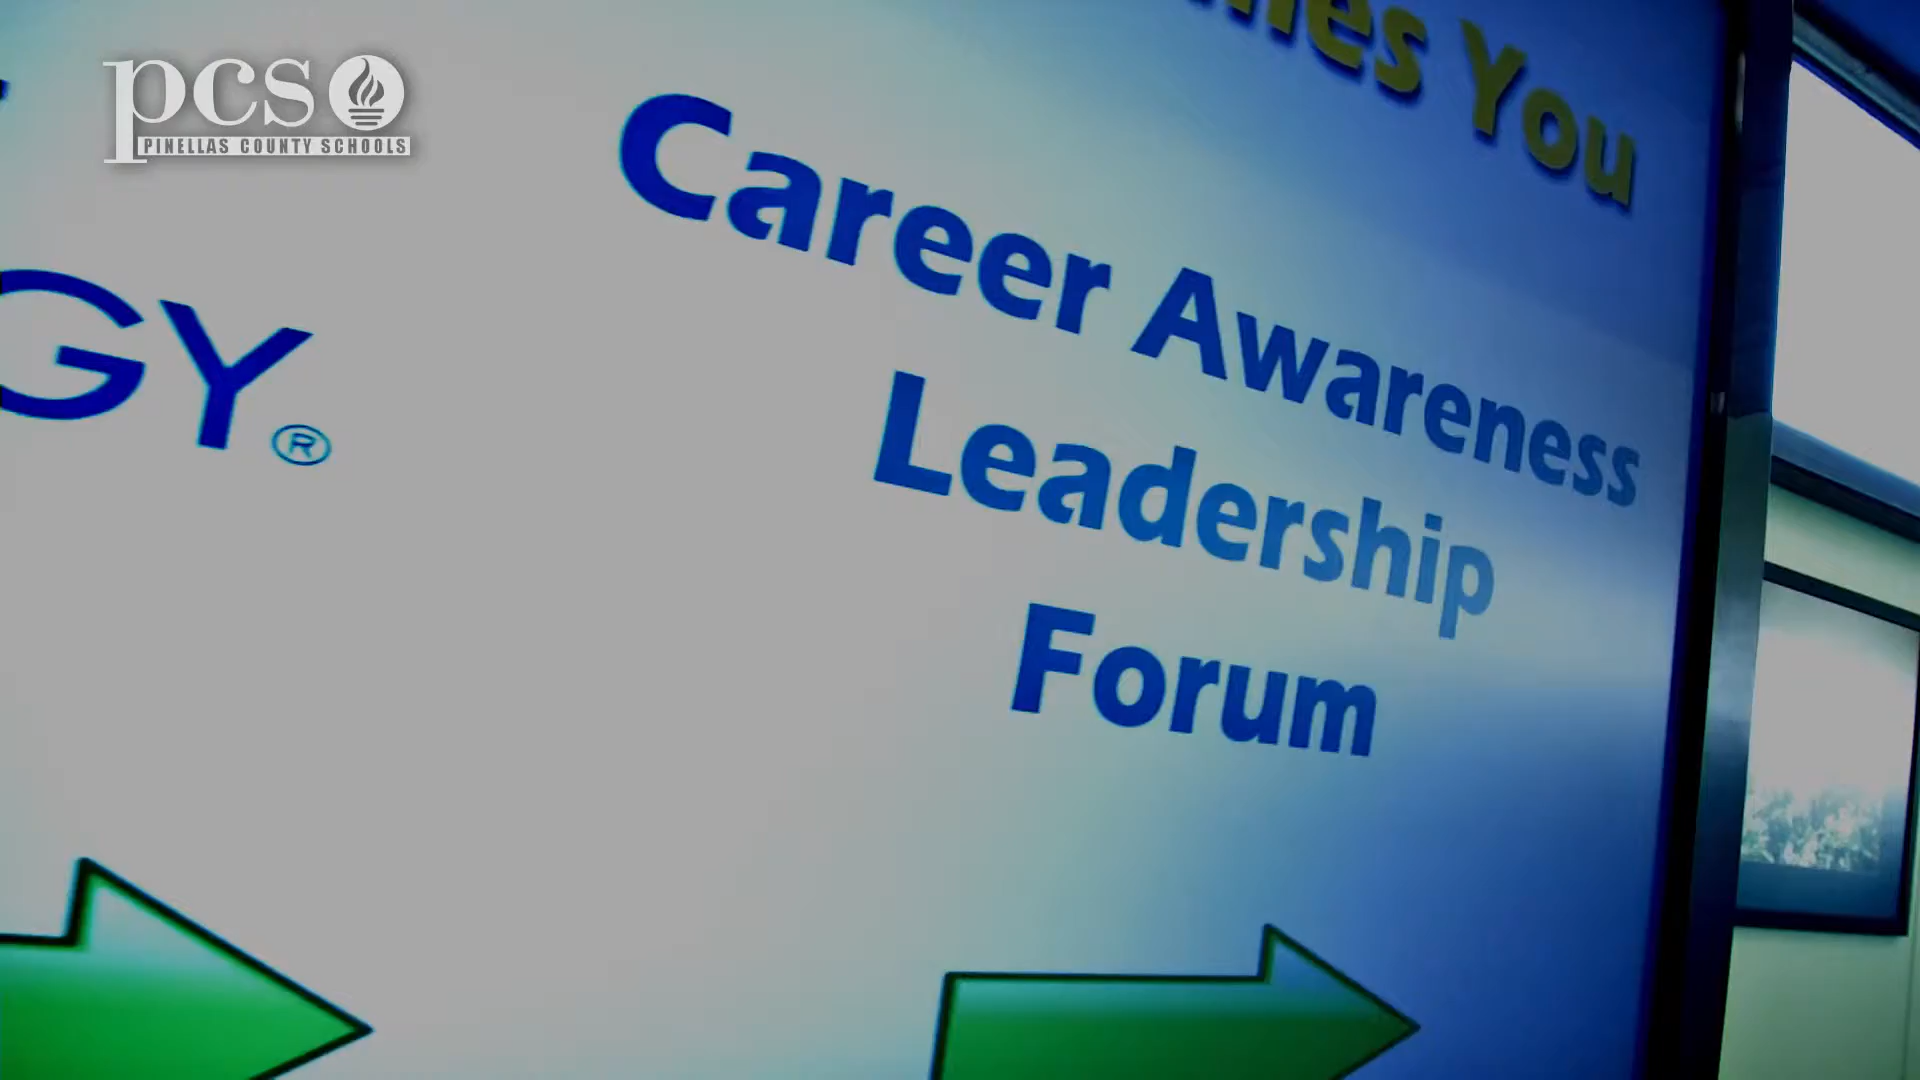 pcs
PINELLAS COUNTY SCHOOLS
You
Career Awareness
Leadership
Forum
GY®